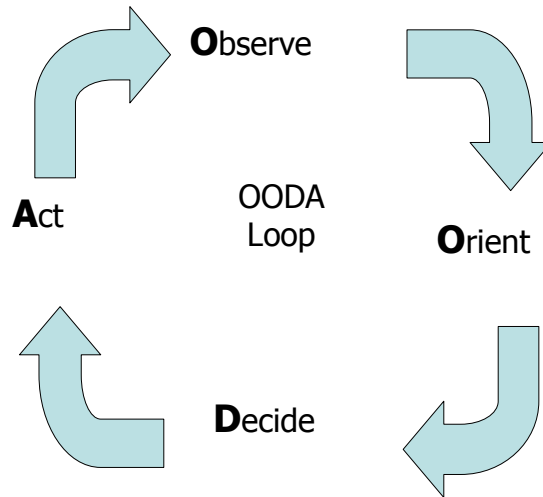 Observe
Act
OODA
Loop
Orient
Decide